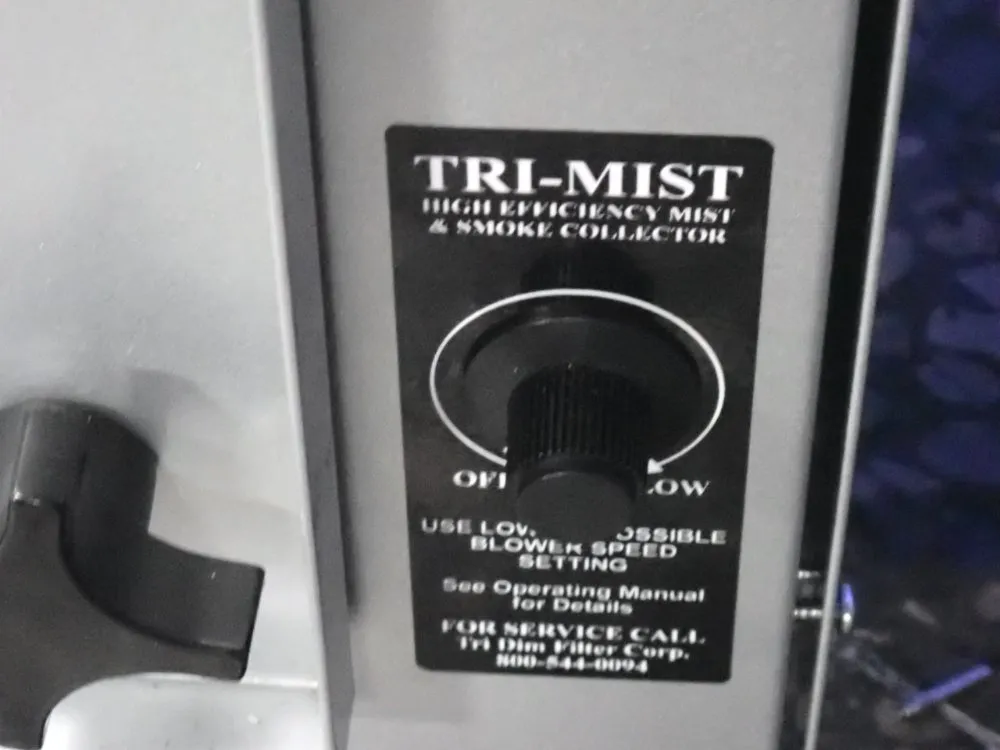 TRI-MIST
HIGH EFFICIENCY MIST
& SMOKE COLLECTOR
USE
BLOWER SPEED
SETTING
See Operating Manual
for Details
FOR SERVICE CALL
Tri Dim Filter Corp.
800-544-0094